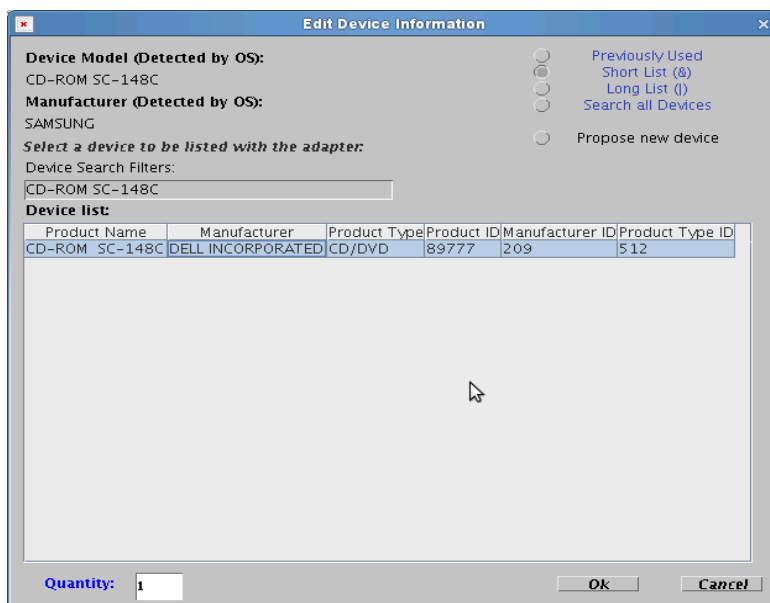 Edit Device Information
Device Model (Detected by OS):
CD-ROM SC-148C
Manufacturer (Detected by OS):
SAMSUNG
Select a device to be listed with the adapter:
Device Search Filters:
CD-ROM SC-148C
Previously Used
Short List (&)
Long List (|)
Search all Devices
Propose new device
Device list:
Product Name Manufacturer Product Type Product ID Manufacturer ID Product Type ID
CD-ROM SC-148C DELL INCORPORATED CD/DVD 89777 209 512
Quantity: 1 Ok Cancel